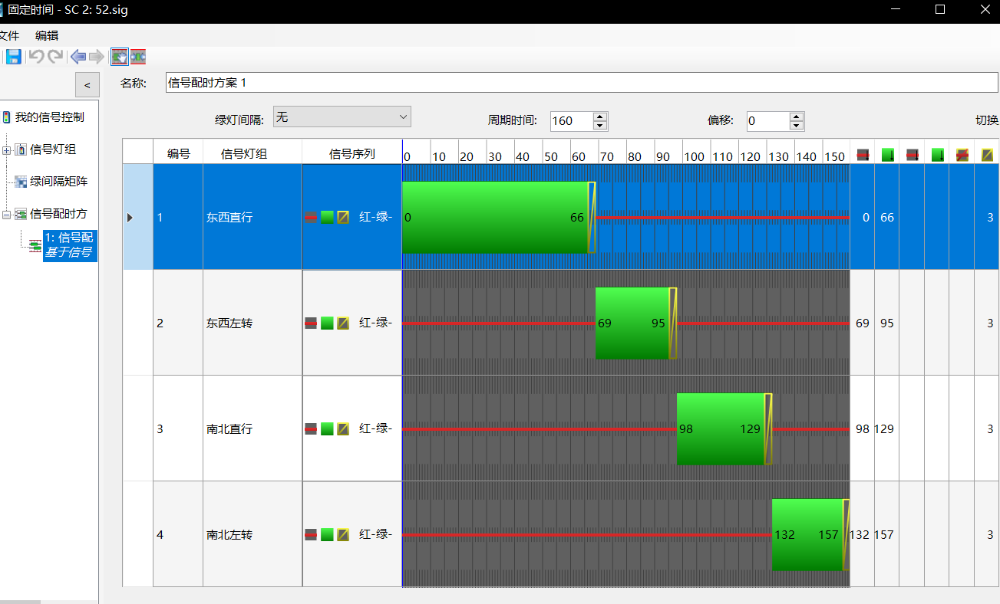 固定时间 - SC 2: 52.sig
文件 编辑
<
名称: 信号配时方案 1
我的信号控制
信号灯组
绿间隔矩阵
信号配时方
1: 信号配
基于信号
绿灯间隔: 无 周期时间: 160 偏移: 0 切换
编号 信号灯组 信号序列 0 10 20 30 40 50 60 70 80 90 100 110 120 130 140 150
1 东西直行 红-绿- 0 66 0 66 3
2 东西左转 红-绿- 69 95 69 95 3
3 南北直行 红-绿- 98 129 98 129 3
4 南北左转 红-绿- 132 157 132 157 3